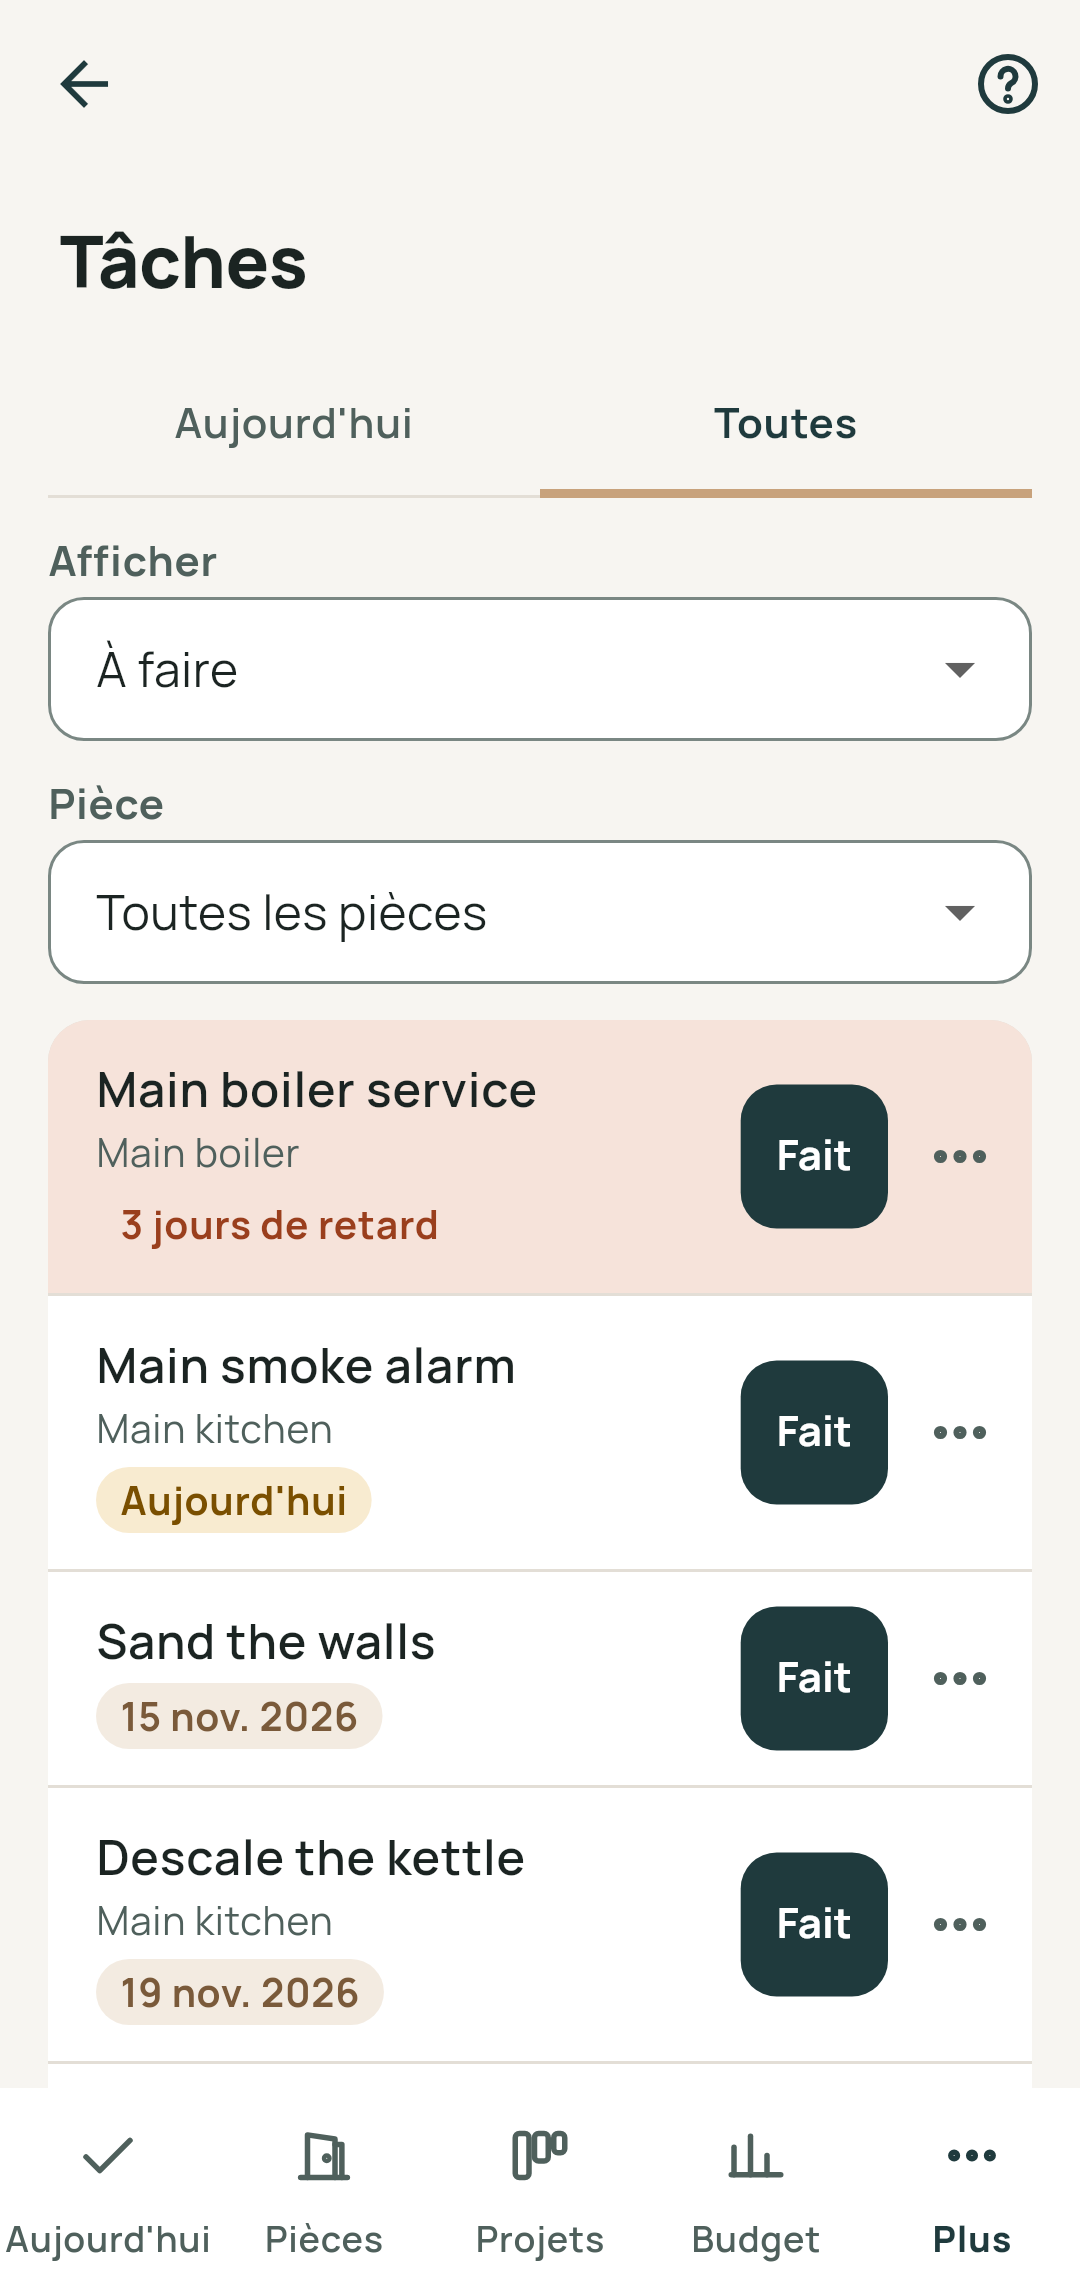 Tâches
Aujourd'hui
Toutes
Afficher
À faire
Pièce
Toutes les pièces
Main boiler service
Main boiler
3 jours de retard
Fait
Main smoke alarm
Main kitchen
Aujourd'hui
Fait
Sand the walls
15 nov. 2026
Fait
Descale the kettle
Main kitchen
19 nov. 2026
Fait
Aujourd'hui
Pièces
Projets
Budget
Plus